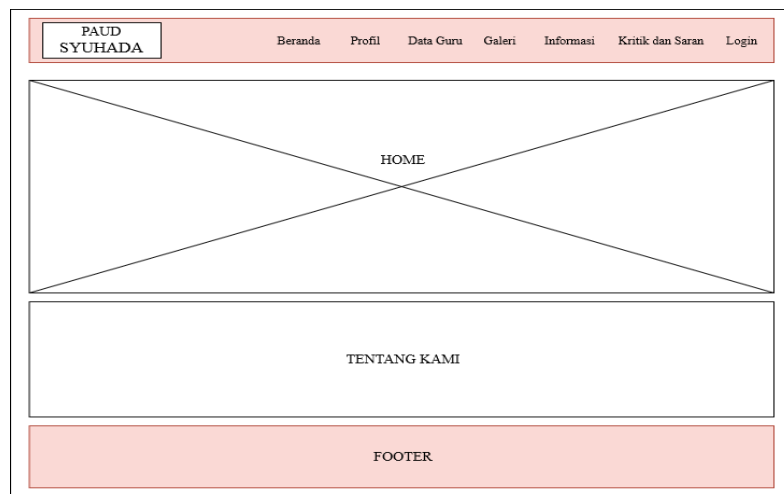 PAUD
SYUHADA
Beranda Profil Data Guru Galeri Informasi Kritik dan Saran Login
HOME
TENTANG KAMI
FOOTER